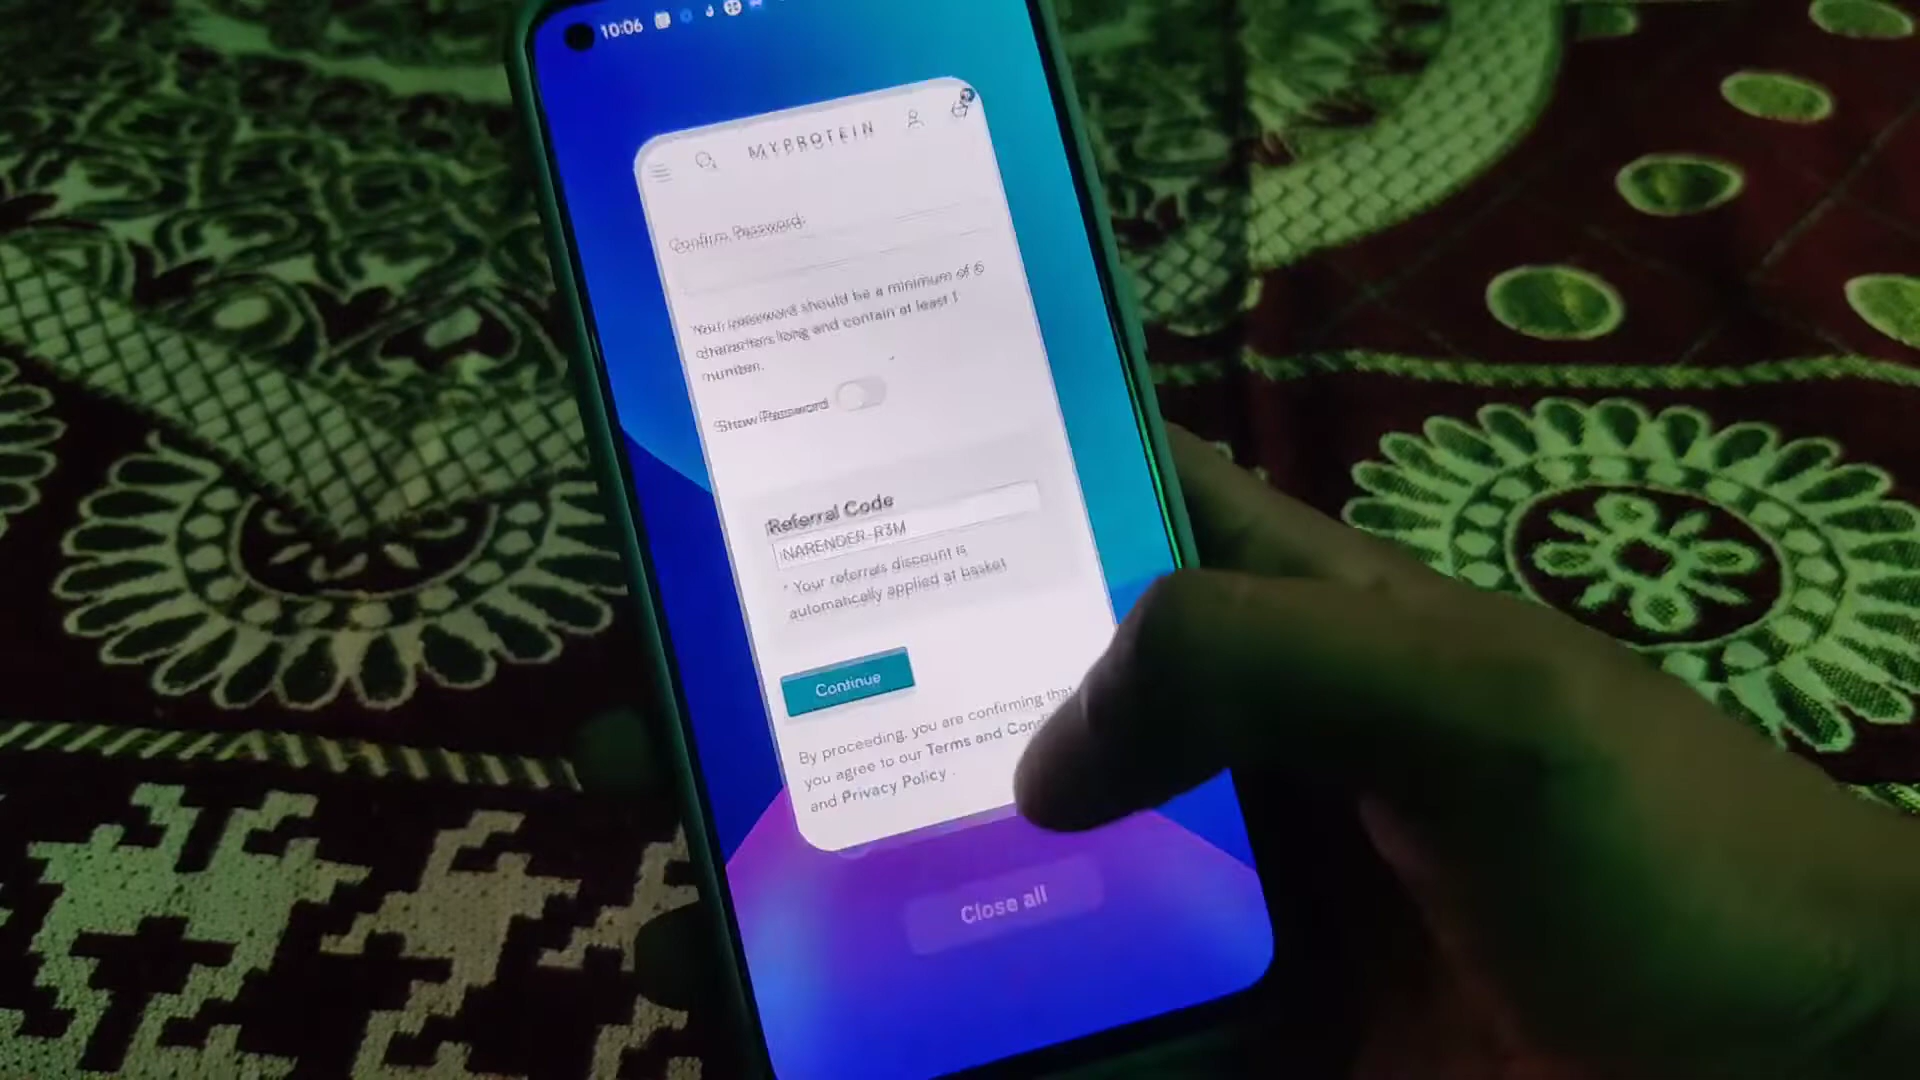 10:06
MYPROTEIN
Confirm Password:
Your password should be a minimum of 6
characters long and contain at least 1
number.
Show Password
Referral Code
NARENDER-R3M
* Your referrals discount is
automatically applied at basket
Continue
By proceeding, you are confirming that
you agree to our Terms and
and Privacy Policy .
Close all